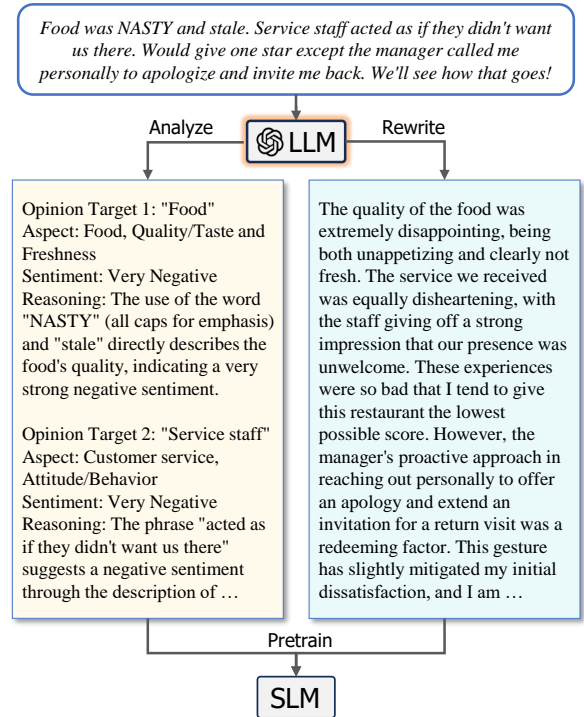 Food was NASTY and stale. Service staff acted as if they didn't want
us there. Would give one star except the manager called me
personally to apologize and invite me back. We'll see how that goes!
Analyze
LLM
Rewrite
Opinion Target 1: "Food"
Aspect: Food, Quality/Taste and
Freshness
Sentiment: Very Negative
Reasoning: The use of the word
"NASTY" (all caps for emphasis)
and "stale" directly describes the
food's quality, indicating a very
strong negative sentiment.
Opinion Target 2: "Service staff"
Aspect: Customer service,
Attitude/Behavior
Sentiment: Very Negative
Reasoning: The phrase "acted as
if they didn't want us there"
suggests a negative sentiment
through the description of …
The quality of the food was
extremely disappointing, being
both unappetizing and clearly not
fresh. The service we received
was equally disheartening, with
the staff giving off a strong
impression that our presence was
unwelcome. These experiences
were so bad that I tend to give
this restaurant the lowest
possible score. However, the
manager's proactive approach in
reaching out personally to offer
an apology and extend an
invitation for a return visit was a
redeeming factor. This gesture
has slightly mitigated my initial
dissatisfaction, and I am …
Pretrain
SLM